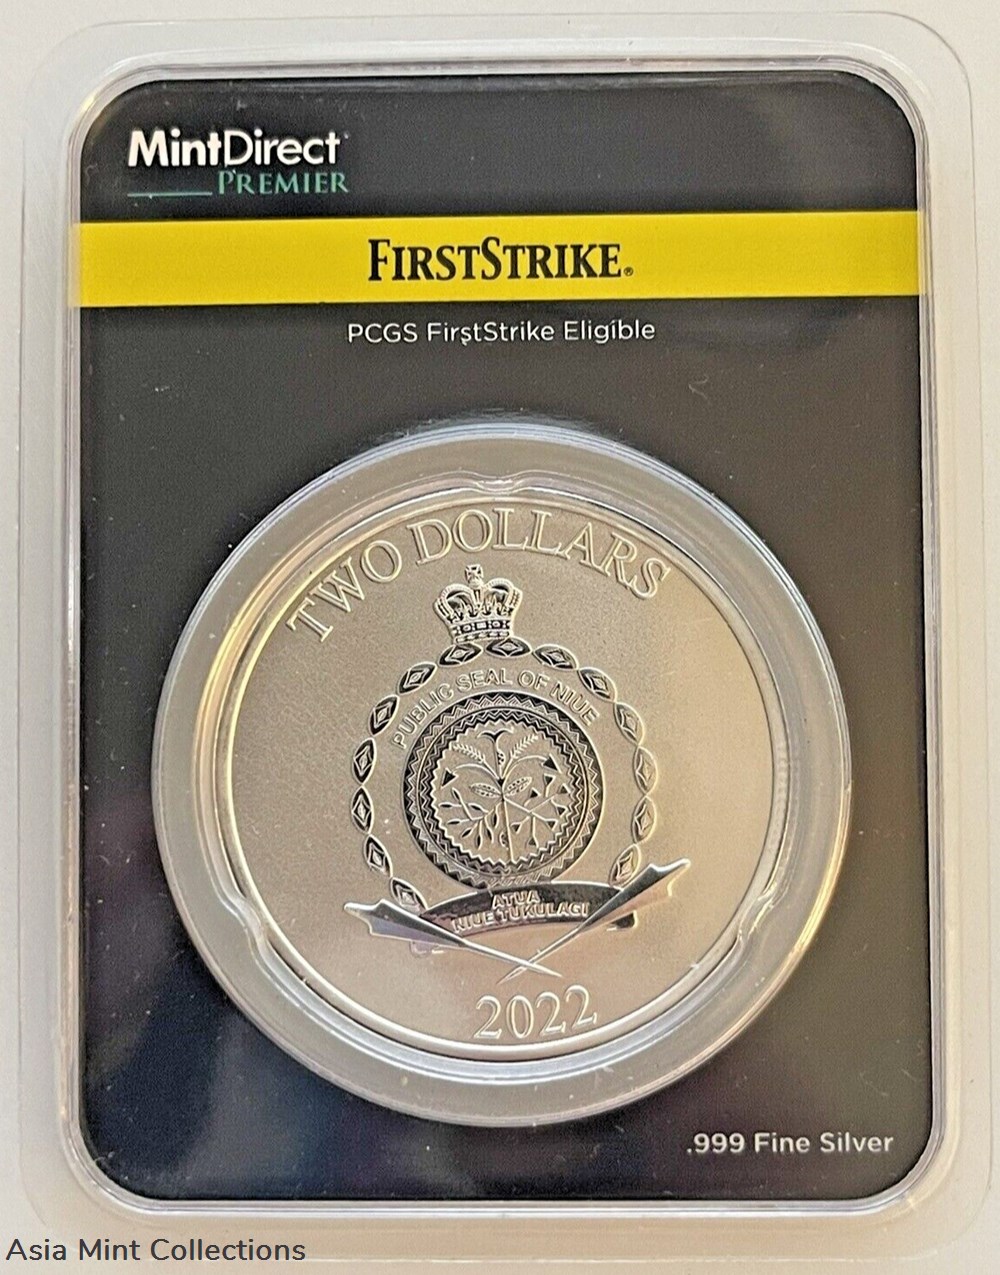 MintDirect
PREMIER
FIRSTSTRIKE®
PCGS FirstStrike Eligible
TWO DOLLARS
PUBLIC SEAL OF NIUE
ATUA
NIUE TUKULAGI
2022
.999 Fine Silver
Asia Mint Collections